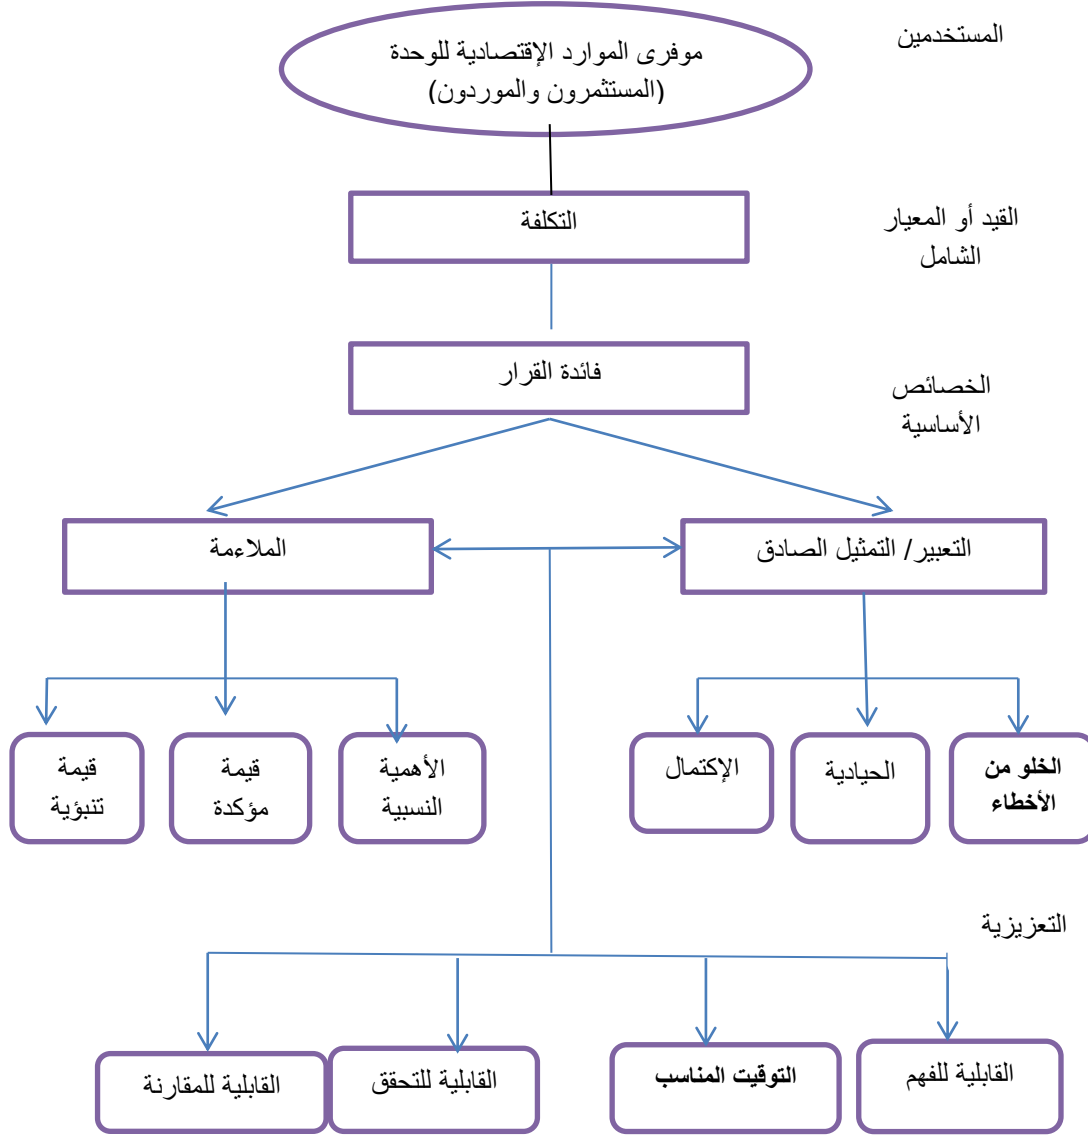 المستخدمين
موفرى الموارد الإقتصادية للوحدة
(المستثمرون والموردون)
القيد أو المعيار
الشامل
التكلفة
فائدة القرار
الخصائص
الأساسية
التعبير/ التمثيل الصادق
الملاءمة
الخلو من
الأخطاء
الحيادية
الإكتمال
الأهمية
النسبية
قيمة
مؤكدة
قيمة
تنبؤية
التعزيزية
القابلية للفهم
التوقيت المناسب
القابلية للتحقق
القابلية للمقارنة